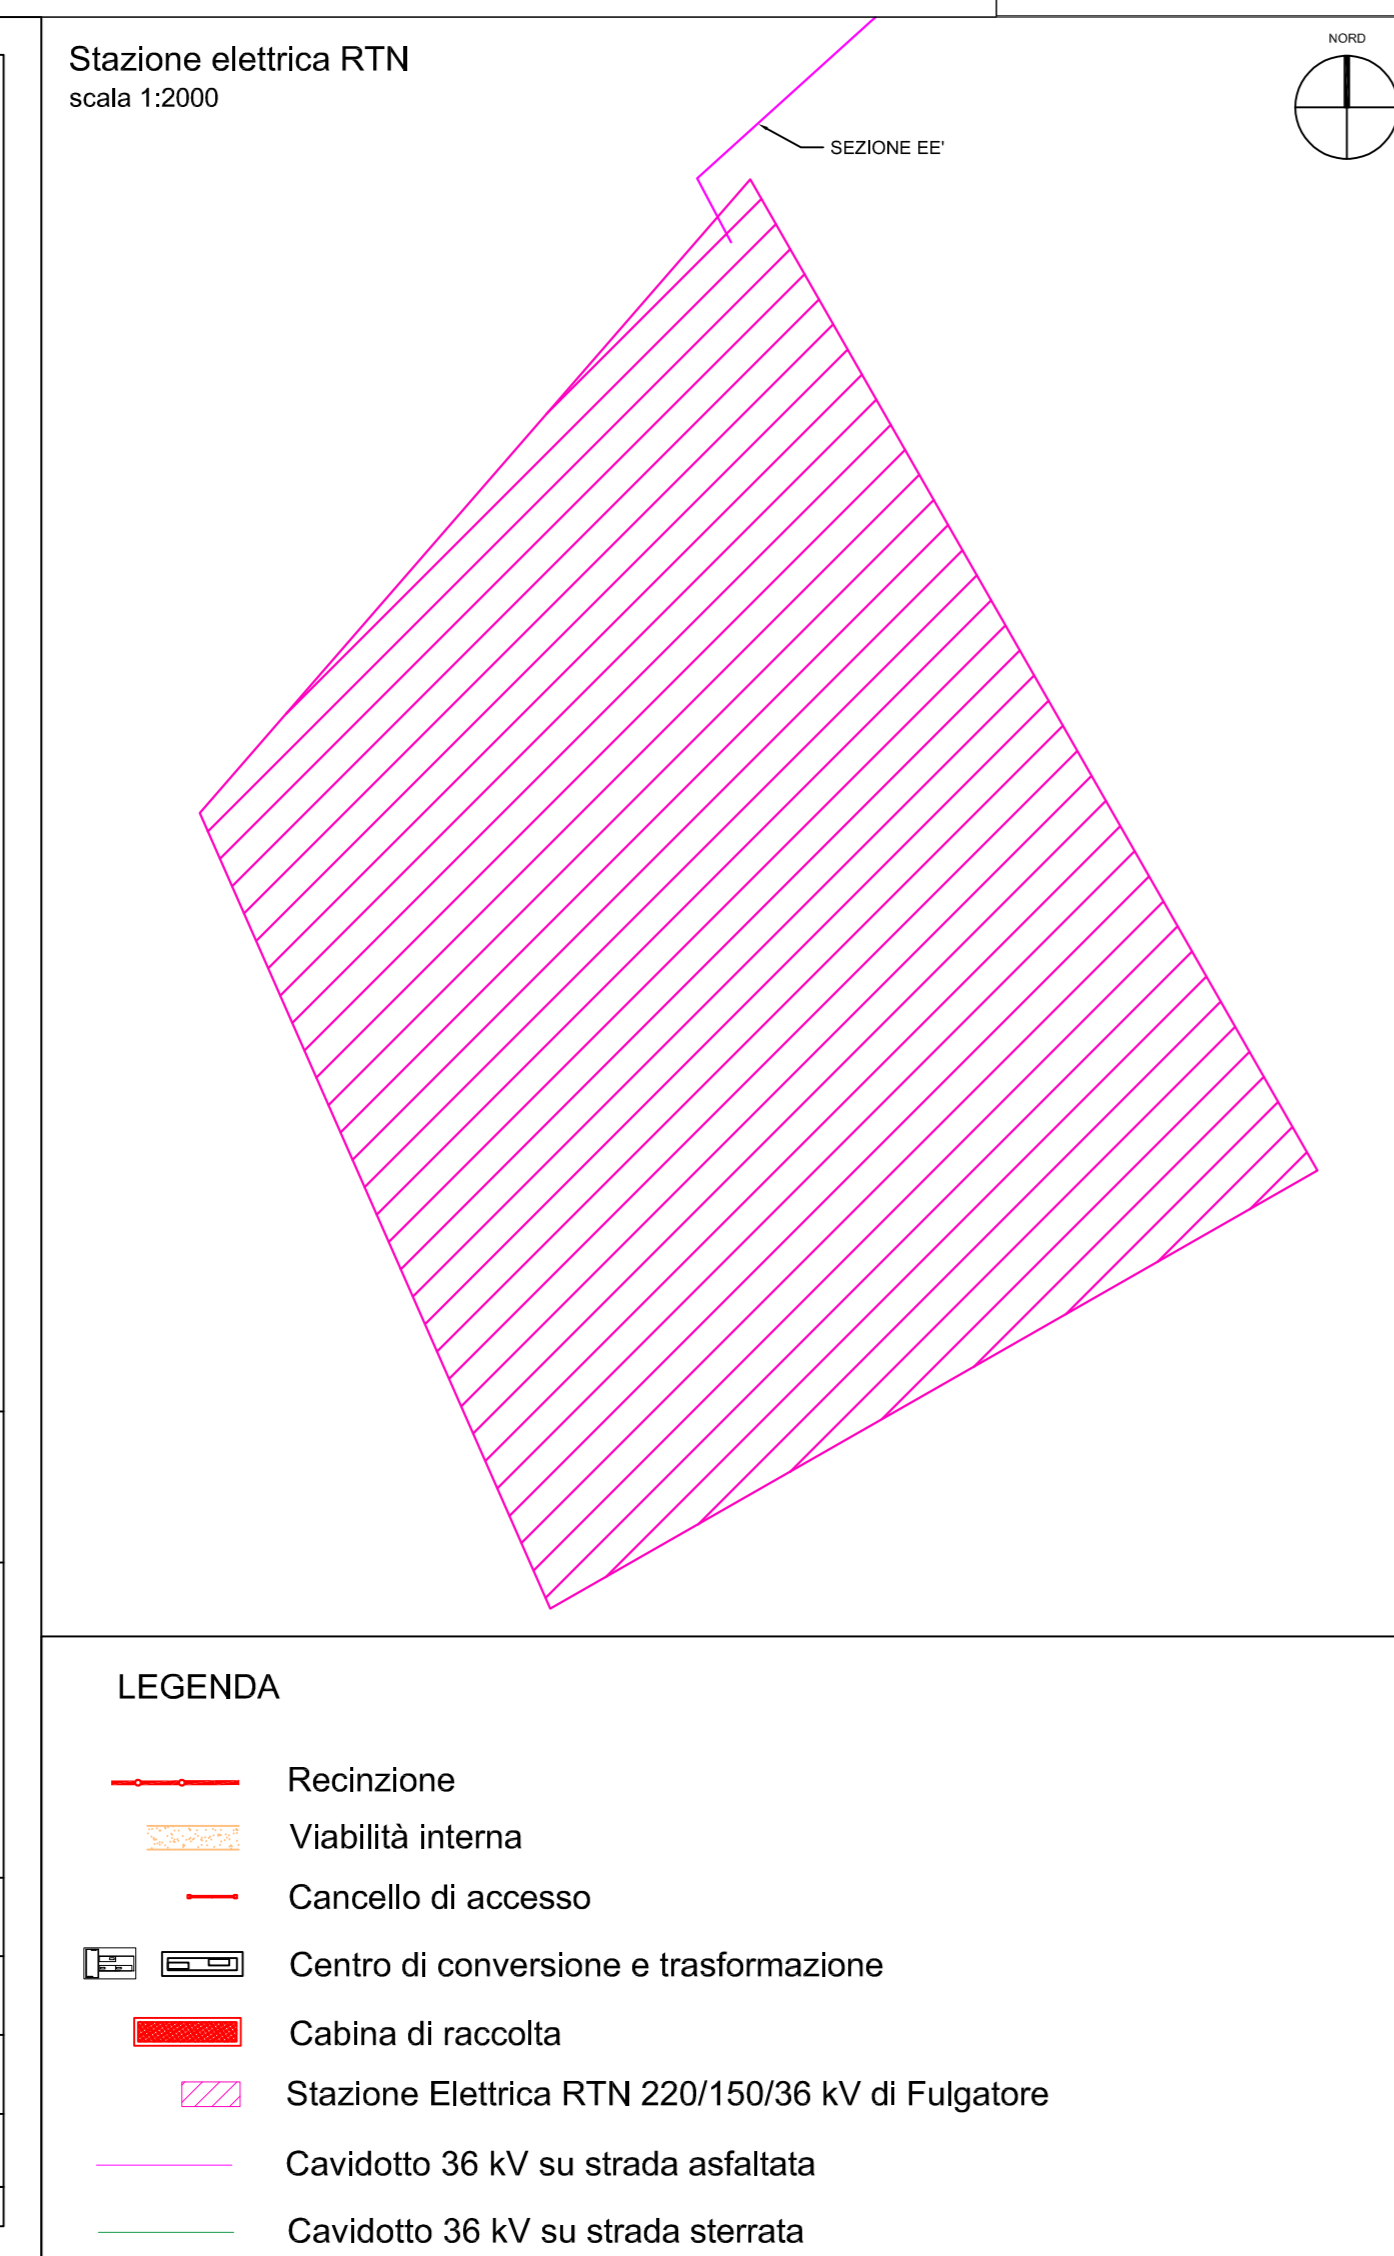 Stazione elettrica RTN
scala 1:2000
NORD
SEZIONE EE'
LEGENDA
Recinzione
Viabilità interna
Cancello di accesso
Centro di conversione e trasformazione
Cabina di raccolta
Stazione Elettrica RTN 220/150/36 kV di Fulgatore
Cavidotto 36 kV su strada asfaltata
Cavidotto 36 kV su strada sterrata